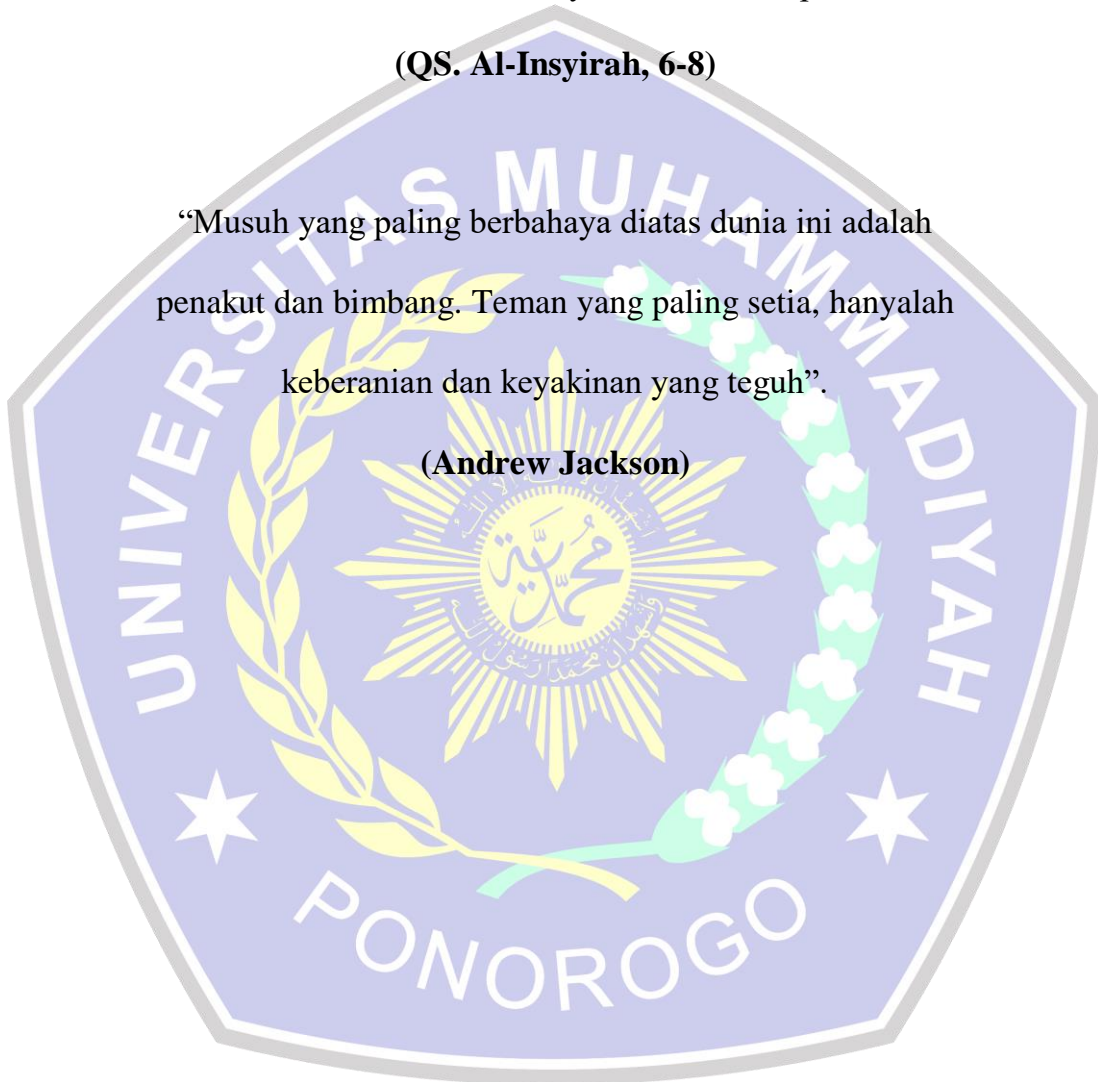 (QS. Al-Insyirah, 6-8)
“Musuh yang paling berbahaya diatas dunia ini adalah
penakut dan bimbang. Teman yang paling setia, hanyalah
keberanian dan keyakinan yang teguh”.
(Andrew Jackson)
UNIVERSITAS MUHAMMADIYAH
PONOROGO
محمدية